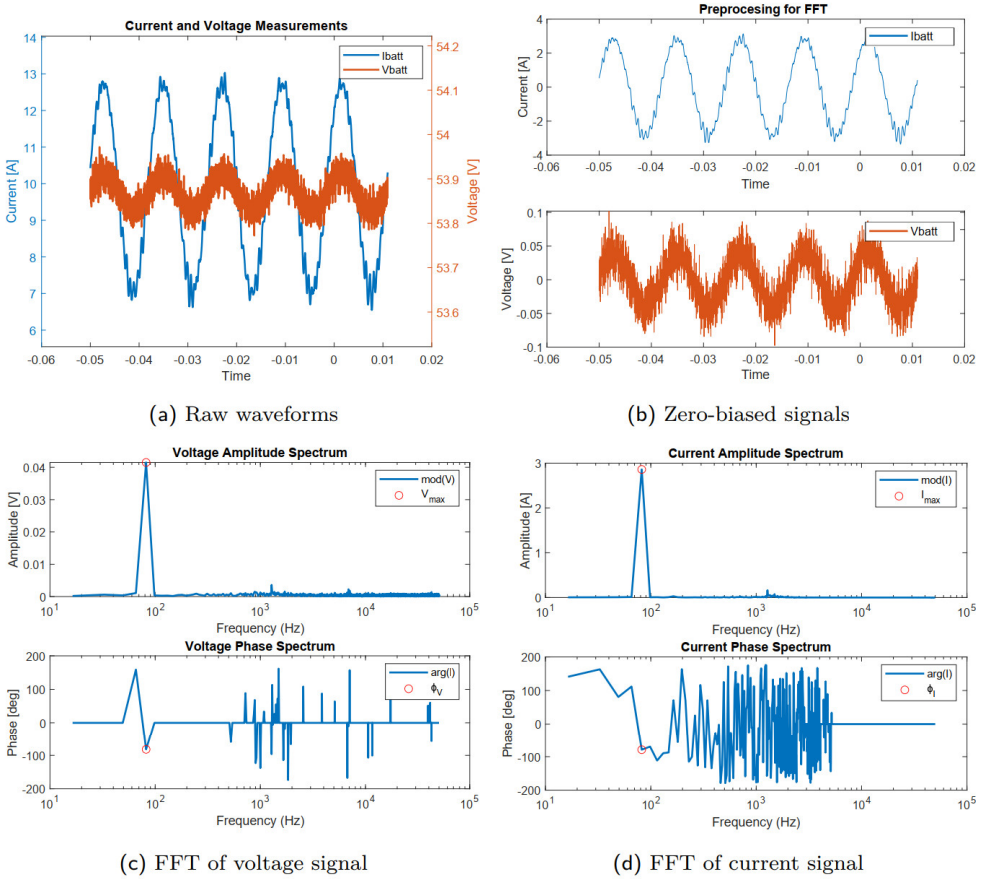 Current and Voltage Measurements
14
13
12
11
10
9
8
7
6
Current [A]
Ibatt
Vbatt
54.2
54.1
54
53.9
53.8
53.7
53.6
Voltage [V]
-0.06
-0.05
-0.04
-0.03
-0.02
-0.01
0
0.01
0.02
Time
(a) Raw waveforms
Preprocesing for FFT
4
2
0
-2
-4
Current [A]
Ibatt
-0.06
-0.05
-0.04
-0.03
-0.02
-0.01
0
0.01
0.02
Time
0.1
0.05
0
-0.05
-0.1
Voltage [V]
Vbatt
-0.06
-0.05
-0.04
-0.03
-0.02
-0.01
0
0.01
0.02
Time
(b) Zero-biased signals
Voltage Amplitude Spectrum
0.04
0.03
0.02
0.01
0
Amplitude [V]
mod(V)
V_max
10^1
10^2
10^3
10^4
10^5
Frequency (Hz)
Voltage Phase Spectrum
200
100
0
-100
-200
Phase [deg]
arg(I)
ϕ_V
10^1
10^2
10^3
10^4
10^5
Frequency (Hz)
(c) FFT of voltage signal
Current Amplitude Spectrum
3
2
1
0
Amplitude [A]
mod(I)
I_max
10^1
10^2
10^3
10^4
10^5
Frequency (Hz)
Current Phase Spectrum
200
100
0
-100
-200
Phase [deg]
arg(I)
ϕ_I
10^1
10^2
10^3
10^4
10^5
Frequency (Hz)
(d) FFT of current signal